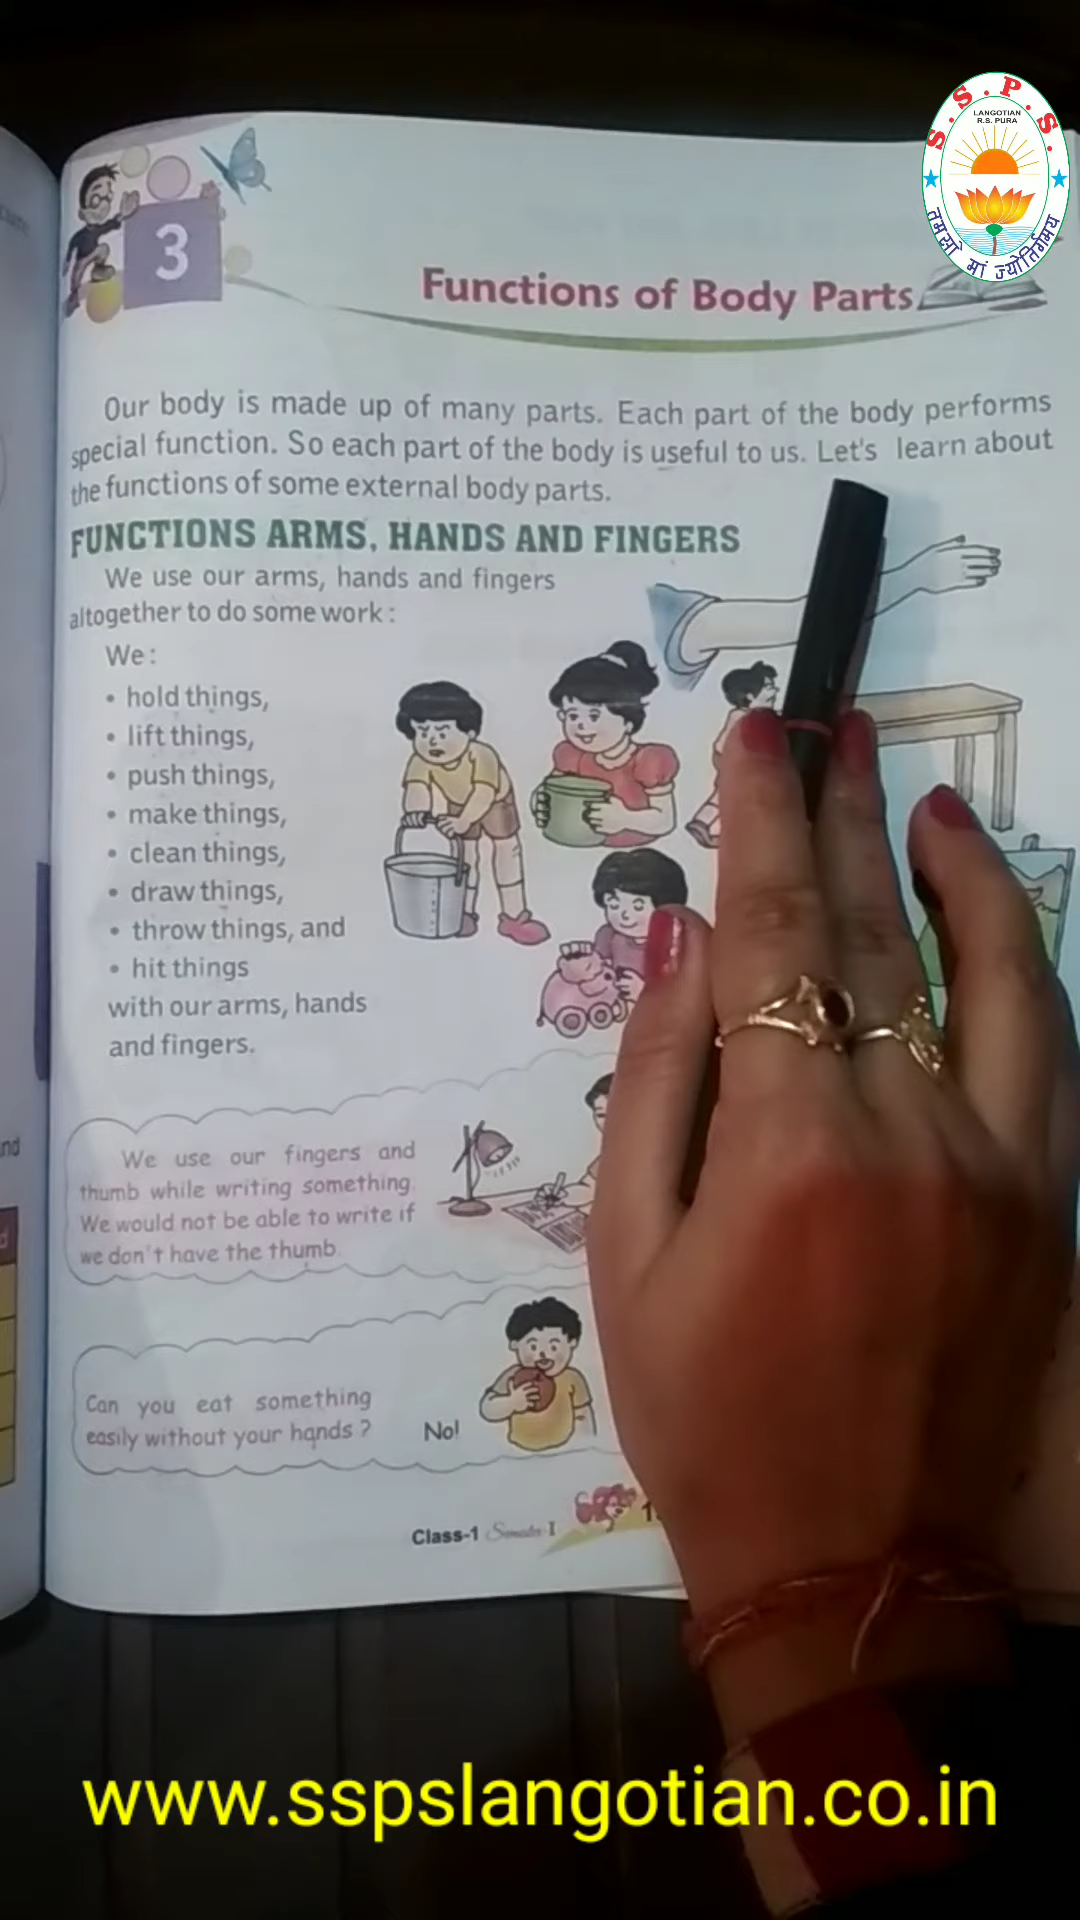 S.S.P.S.
LANGOTIAN
R.S. PURA
तमसो मां ज्योतिर्गमय
3
Functions of Body Parts
Our body is made up of many parts. Each part of the body performs
special function. So each part of the body is useful to us. Let's learn about
the functions of some external body parts.
FUNCTIONS ARMS, HANDS AND FINGERS
We use our arms, hands and fingers
altogether to do some work :
We :
• hold things,
• lift things,
• push things,
• make things,
• clean things,
• draw things,
• throw things, and
• hit things
with our arms, hands
and fingers.
We use our fingers and
thumb while writing something.
We would not be able to write if
we don't have the thumb.
Can you eat something
easily without your hands ?
No!
Class-1 Semester I
www.sspslangotian.co.in